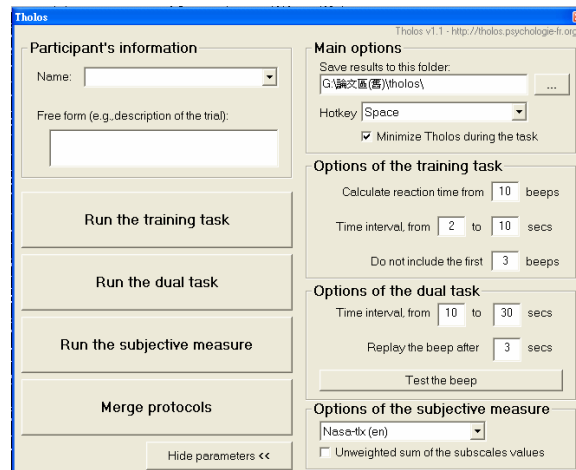 Tholos
Tholos v1.1 - http://tholos.psychologie-fr.org
Participant's information
Name:
Free form (e.g.,description of the trial):
Run the training task
Run the dual task
Run the subjective measure
Merge protocols
Hide parameters <<
Main options
Save results to this folder:
G:\論文區(舊)\tholos\
...
Hotkey Space
Minimize Tholos during the task
Options of the training task
Calculate reaction time from 10 beeps
Time interval, from 2 to 10 secs
Do not include the first 3 beeps
Options of the dual task
Time interval, from 10 to 30 secs
Replay the beep after 3 secs
Test the beep
Options of the subjective measure
Nasa-tlx (en)
Unweighted sum of the subscales values